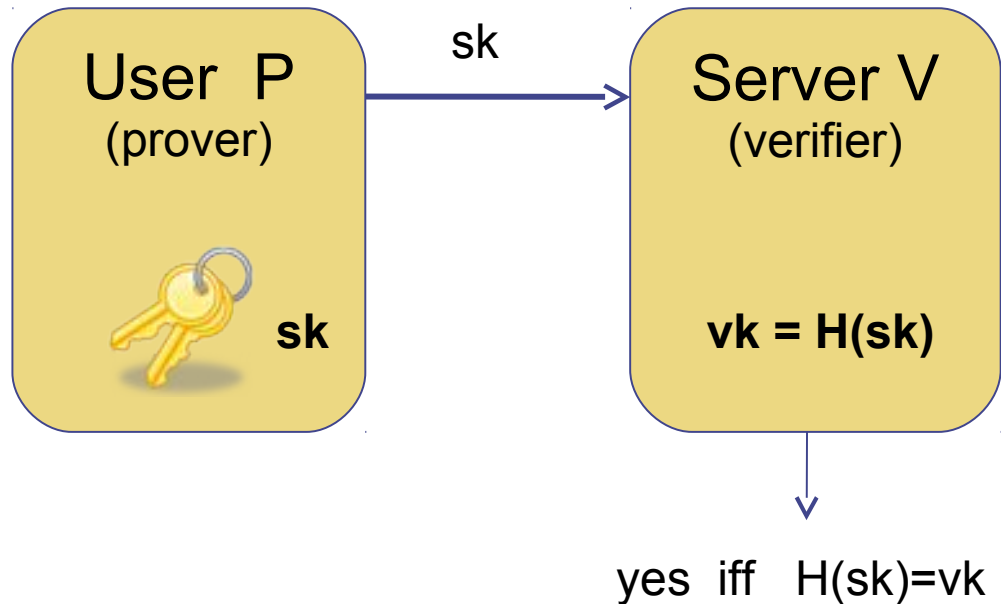 User P
(prover)
sk
sk
Server V
(verifier)
vk = H(sk)
yes iff H(sk)=vk